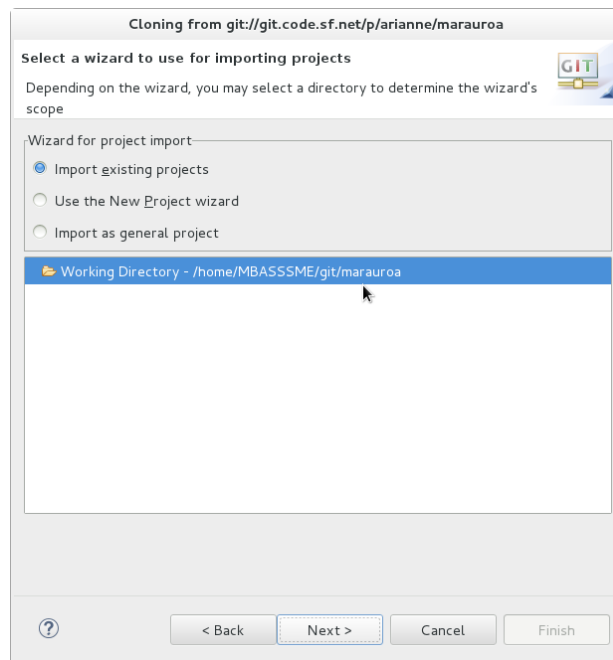 Cloning from git://git.code.sf.net/p/arianne/marauroa
Select a wizard to use for importing projects
Depending on the wizard, you may select a directory to determine the wizard's
scope
GIT
Wizard for project import
Import existing projects
Use the New Project wizard
Import as general project
Working Directory - /home/MBASSSME/git/marauroa
?
< Back
Next >
Cancel
Finish